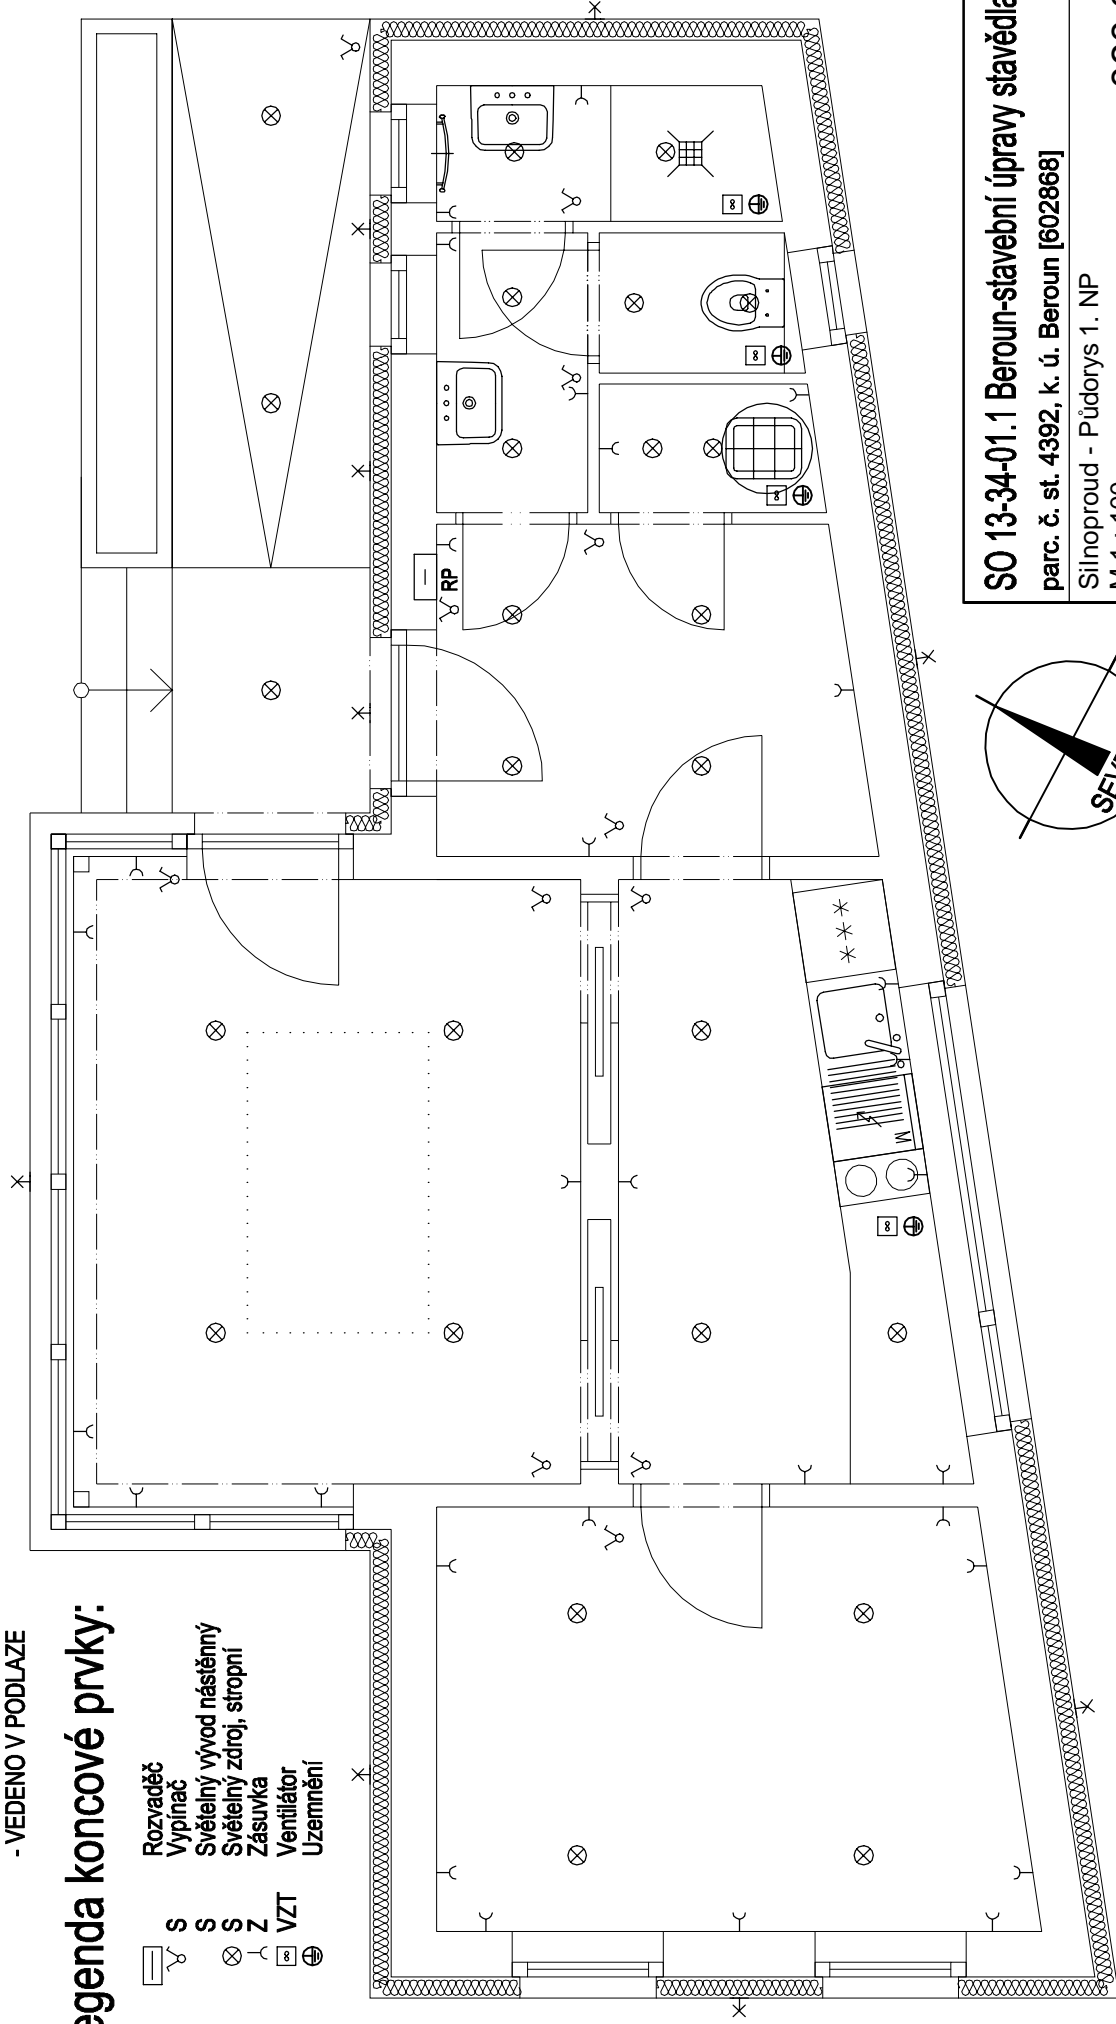 - VEDENO V PODLAZE
egenda koncové prvky:
Rozvaděč
S Vypínač
S Světelný vývod nástěnný
S Světelný zdroj, stropní
Z Zásuvka
VZT Ventilátor
Uzemnění
RP
M
SO 13-34-01.1 Beroun-stavební úpravy stavědla
parc. č. st. 4392, k. ú. Beroun [602868]
Silnoproud - Půdorys 1. NP